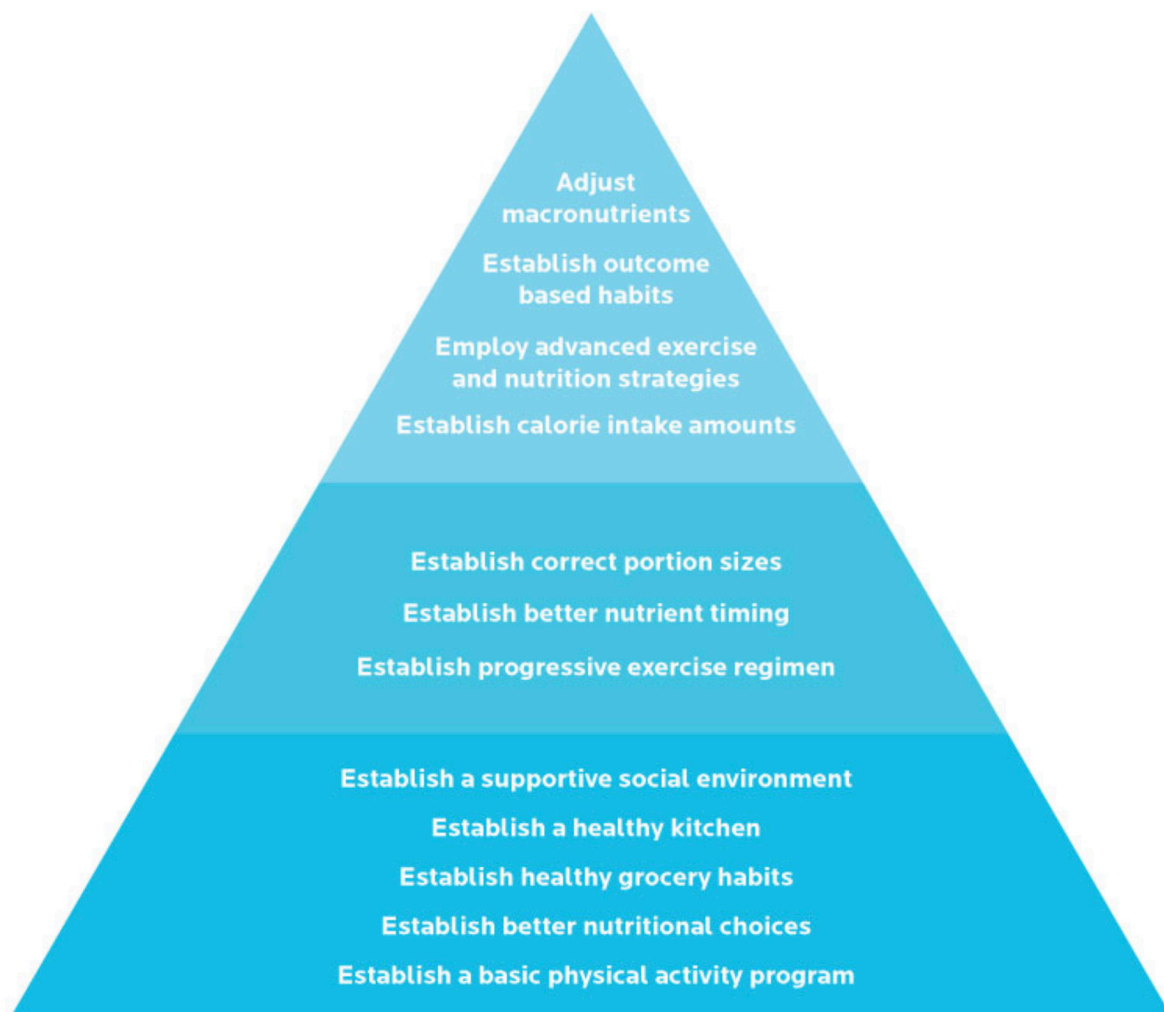 Adjust
macronutrients
Establish outcome
based habits
Employ advanced exercise
and nutrition strategies
Establish calorie intake amounts
Establish correct portion sizes
Establish better nutrient timing
Establish progressive exercise regimen
Establish a supportive social environment
Establish a healthy kitchen
Establish healthy grocery habits
Establish better nutritional choices
Establish a basic physical activity program